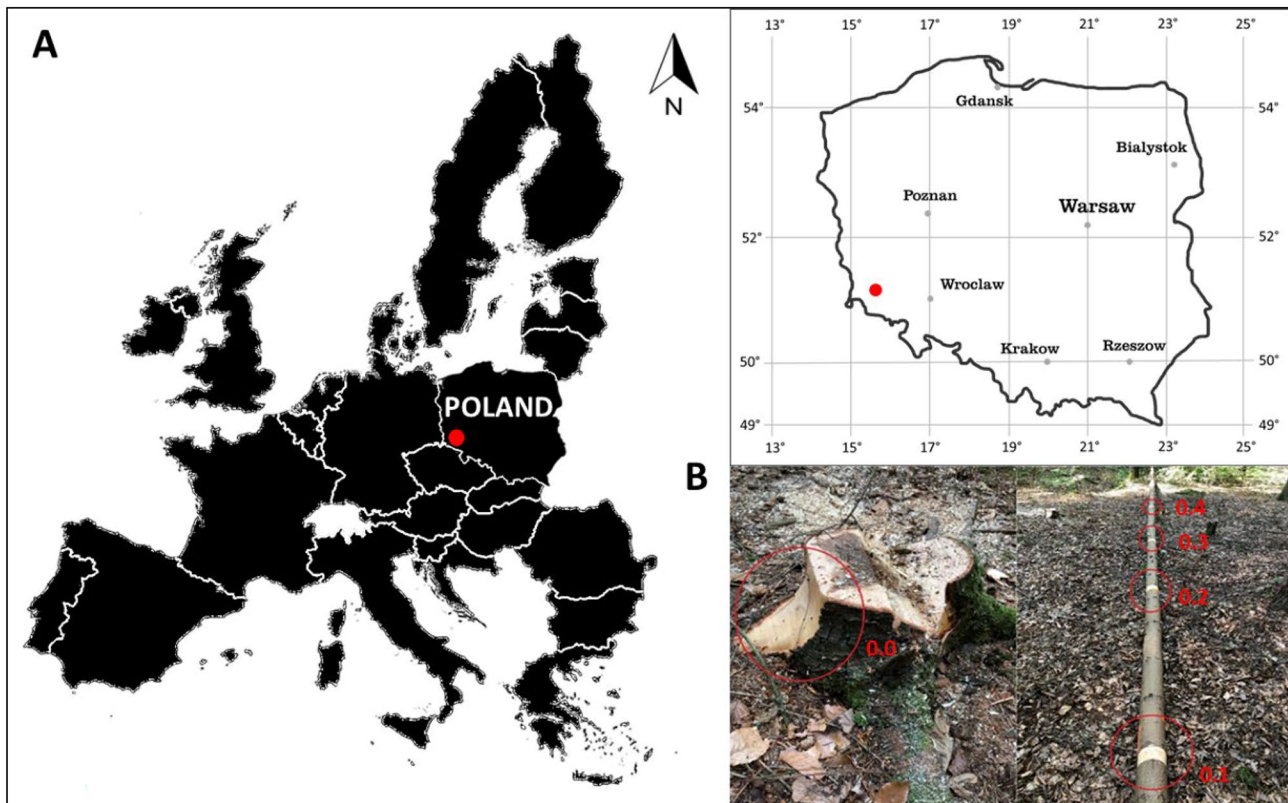 A
N
POLAND
13° 15° 17° 19° 21° 23° 25°
54° 54°
Gdansk
Bialystok
Poznan
Warsaw
52° 52°
Wroclaw
Krakow Rzeszow
50° 50°
49° 49°
13° 15° 17° 19° 21° 23° 25°
B
0.0
0.4
0.3
0.2
0.1